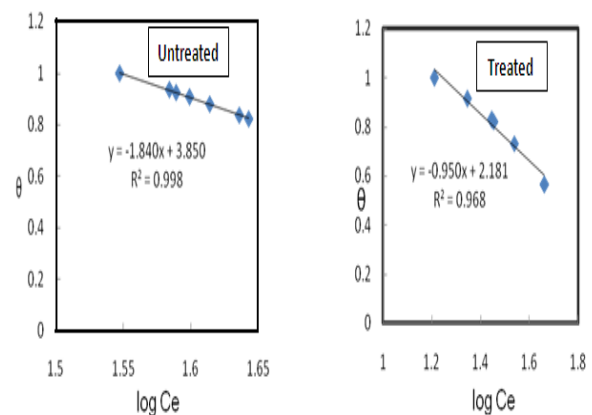 Untreated
1.2
1
0.8
0.6
0.4
0.2
0
θ
y = -1.840x + 3.850
R² = 0.998
1.5 1.55 1.6 1.65
log Ce
Treated
1.2
1
0.8
0.6
0.4
0.2
0
θ
y = -0.950x + 2.181
R² = 0.968
1 1.2 1.4 1.6 1.8
log Ce